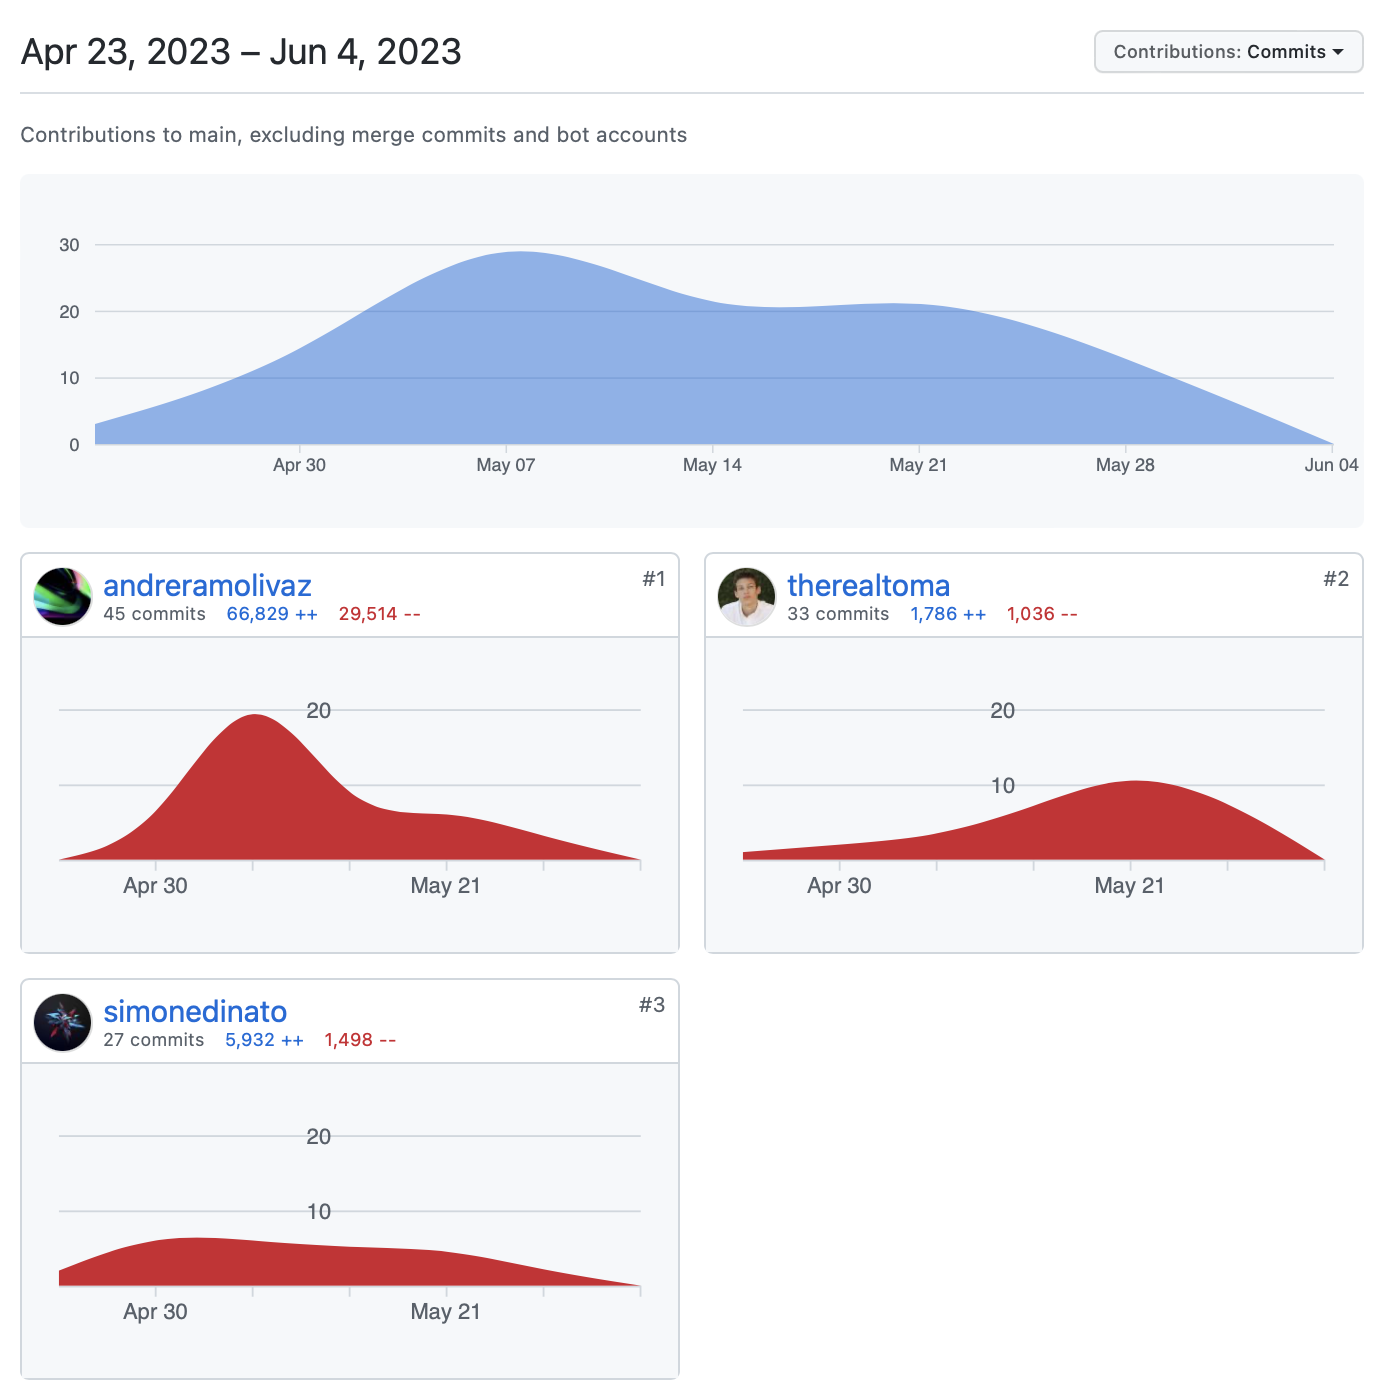 Apr 23, 2023 – Jun 4, 2023
Contributions: Commits
Contributions to main, excluding merge commits and bot accounts
30
20
10
0
Apr 30 May 07 May 14 May 21 May 28 Jun 04
andreramolivaz #1
45 commits 66,829 ++ 29,514 --
20
Apr 30 May 21
therealtoma #2
33 commits 1,786 ++ 1,036 --
20
10
Apr 30 May 21
simonedinato #3
27 commits 5,932 ++ 1,498 --
20
10
Apr 30 May 21